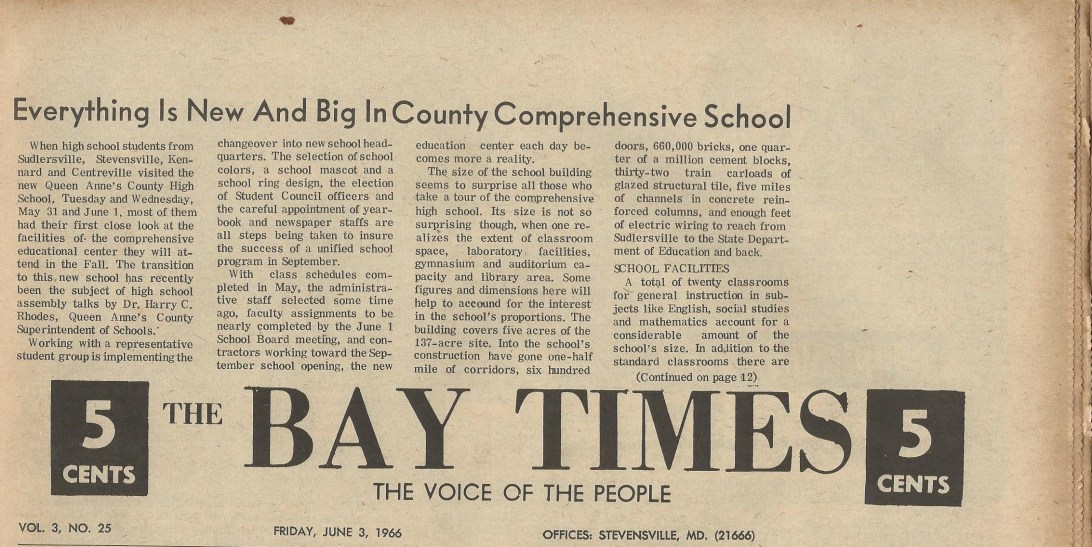 Everything Is New And Big In County Comprehensive School
When high school students from
Sudlersville, Stevensville, Ken-
nard and Centreville visited the
new Queen Anne's County High
School, Tuesday and Wednesday,
May 31 and June 1, most of them
had their first close look at the
facilities of the comprehensive
educational center they will at-
tend in the Fall. The transition
to this new school has recently
been the subject of high school
assembly talks by Dr. Harry C.
Rhodes, Queen Anne's County
Superintendent of Schools.
Working with a representative
student group is implementing the
changeover into new school head-
quarters. The selection of school
colors, a school mascot and a
school ring design, the election
of Student Council officers and
the careful appointment of year-
book and newspaper staffs are
all steps being taken to insure
the success of a unified school
program in September.
With class schedules com-
pleted in May, the administra-
tive staff selected some time
ago, faculty assignments to be
nearly completed by the June 1
School Board meeting, and con-
tractors working toward the Sep-
tember school opening, the new
education center each day be-
comes more a reality.
The size of the school building
seems to surprise all those who
take a tour of the comprehensive
high school. Its size is not so
surprising though, when one re-
alizes the extent of classroom
space, laboratory facilities,
gymnasium and auditorium ca-
pacity and library area. Some
figures and dimensions here will
help to accound for the interest
in the school's proportions. The
building covers five acres of the
137-acre site. Into the school's
construction have gone one-half
mile of corridors, six hundred
doors, 660,000 bricks, one quar-
ter of a million cement blocks,
thirty-two train carloads of
glazed structural tile, five miles
of channels in concrete rein-
forced columns, and enough feet
of electric wiring to reach from
Sudlersville to the State Depart-
ment of Education and back.
SCHOOL FACILITIES
A total of twenty classrooms
for general instruction in sub-
jects like English, social studies
and mathematics account for a
considerable amount of the
school's size. In addition to the
standard classrooms there are
(Continued on page 12)
5
CENTS
THE BAY TIMES
5
CENTS
THE VOICE OF THE PEOPLE
VOL. 3, NO. 25
FRIDAY, JUNE 3, 1966
OFFICES: STEVENSVILLE, MD. (21666)